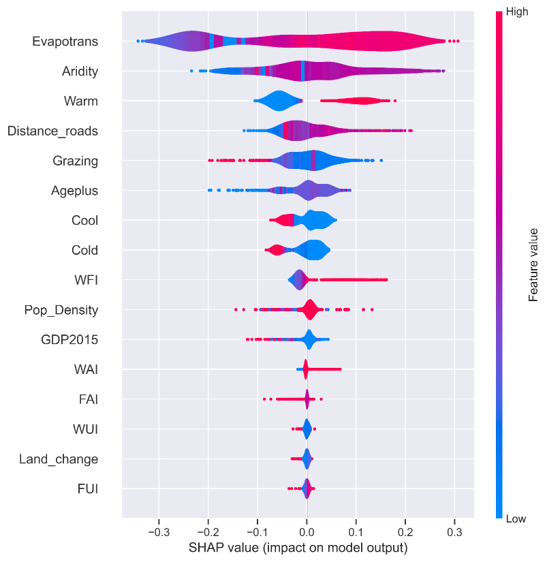 High
Evapotrans
Aridity
Warm
Distance_roads
Grazing
Ageplus
Cool
Cold
WFI
Pop_Density
GDP2015
WAI
FAI
WUI
Land_change
FUI
Feature value
Low
−0.3 −0.2 −0.1 0.0 0.1 0.2 0.3
SHAP value (impact on model output)